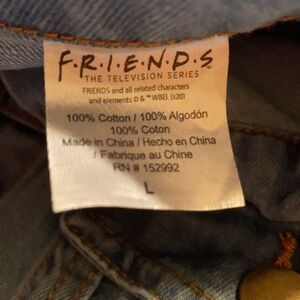 F·R·I·E·N·D·S
THE TELEVISION SERIES
FRIENDS and all related characters
and elements © & ™ WBEI. (s20)
100% Cotton / 100% Algodón
100% Coton
Made in China / Hecho en China
/ Fabrique au Chine
RN # 152992
L